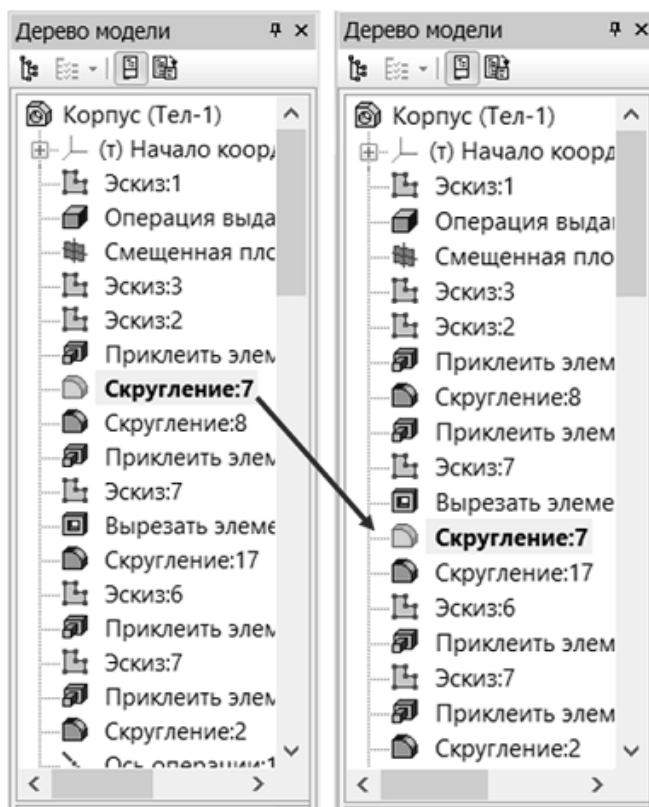 Дерево модели
Корпус (Тел-1)
(т) Начало коорд
Эскиз:1
Операция выда
Смещенная плс
Эскиз:3
Эскиз:2
Приклеить элем
Скругление:7
Скругление:8
Приклеить элем
Эскиз:7
Вырезать элеме
Скругление:17
Эскиз:6
Приклеить элем
Эскиз:7
Приклеить элем
Скругление:2
Ось операции:1
Дерево модели
Корпус (Тел-1)
(т) Начало коорд
Эскиз:1
Операция выда
Смещенная пло
Эскиз:3
Эскиз:2
Приклеить элем
Скругление:8
Приклеить элем
Эскиз:7
Вырезать элеме
Скругление:7
Скругление:17
Эскиз:6
Приклеить элем
Эскиз:7
Приклеить элем
Скругление:2